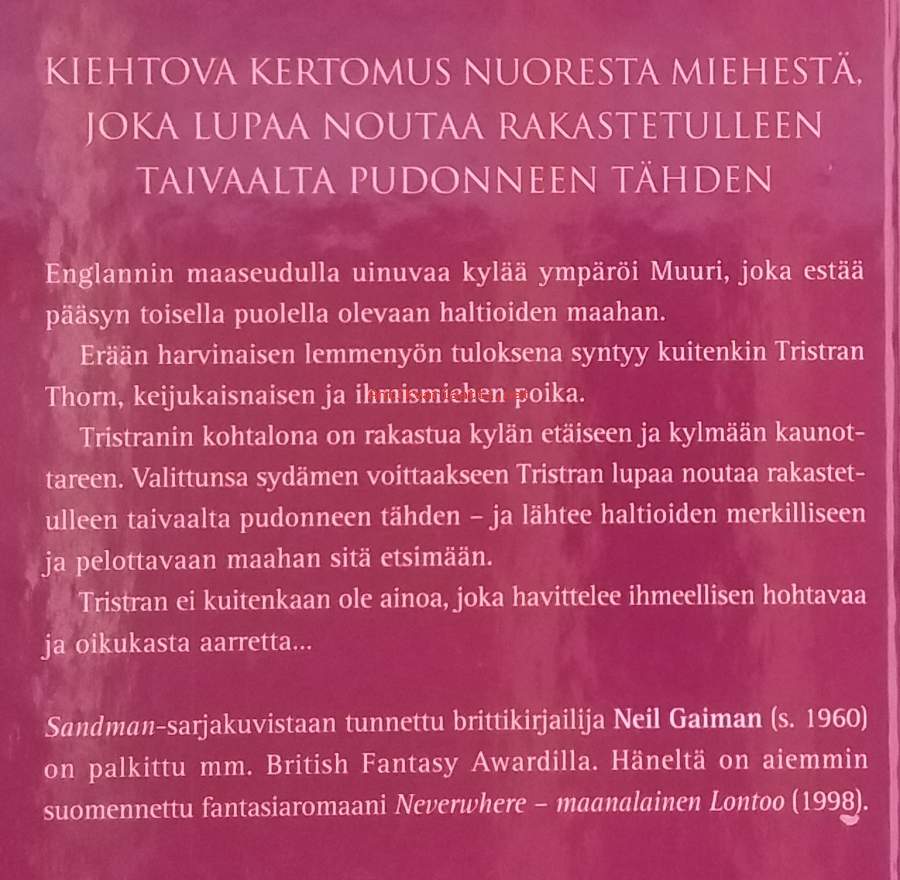 KIEHTOVA KERTOMUS NUORESTA MIEHESTÄ,
JOKA LUPAA NOUTAA RAKASTETULLEEN
TAIVAALTA PUDONNEEN TÄHDEN
Englannin maaseudulla uinuvaa kylää ympäröi Muuri, joka estää
pääsyn toisella puolella olevaan haltioiden maahan.
Erään harvinaisen lemmenyön tuloksena syntyy kuitenkin Tristran
Thorn, keijukaisnaisen ja ihmismiehen poika.
Tristranin kohtalona on rakastua kylän etäiseen ja kylmään kaunot-
tareen. Valittunsa sydämen voittaakseen Tristran lupaa noutaa rakastet-
ulleen taivaalta pudonneen tähden – ja lähtee haltioiden merkilliseen
ja pelottavaan maahan sitä etsimään.
Tristran ei kuitenkaan ole ainoa, joka havittelee ihmeellisen hohtavaa
ja oikukasta aarretta...
Sandman-sarjakuvistaan tunnettu brittikirjailija Neil Gaiman (s. 1960)
on palkittu mm. British Fantasy Awardilla. Häneltä on aiemmin
suomennettu fantasiaromaani Neverwhere – maanalainen Lontoo (1998).